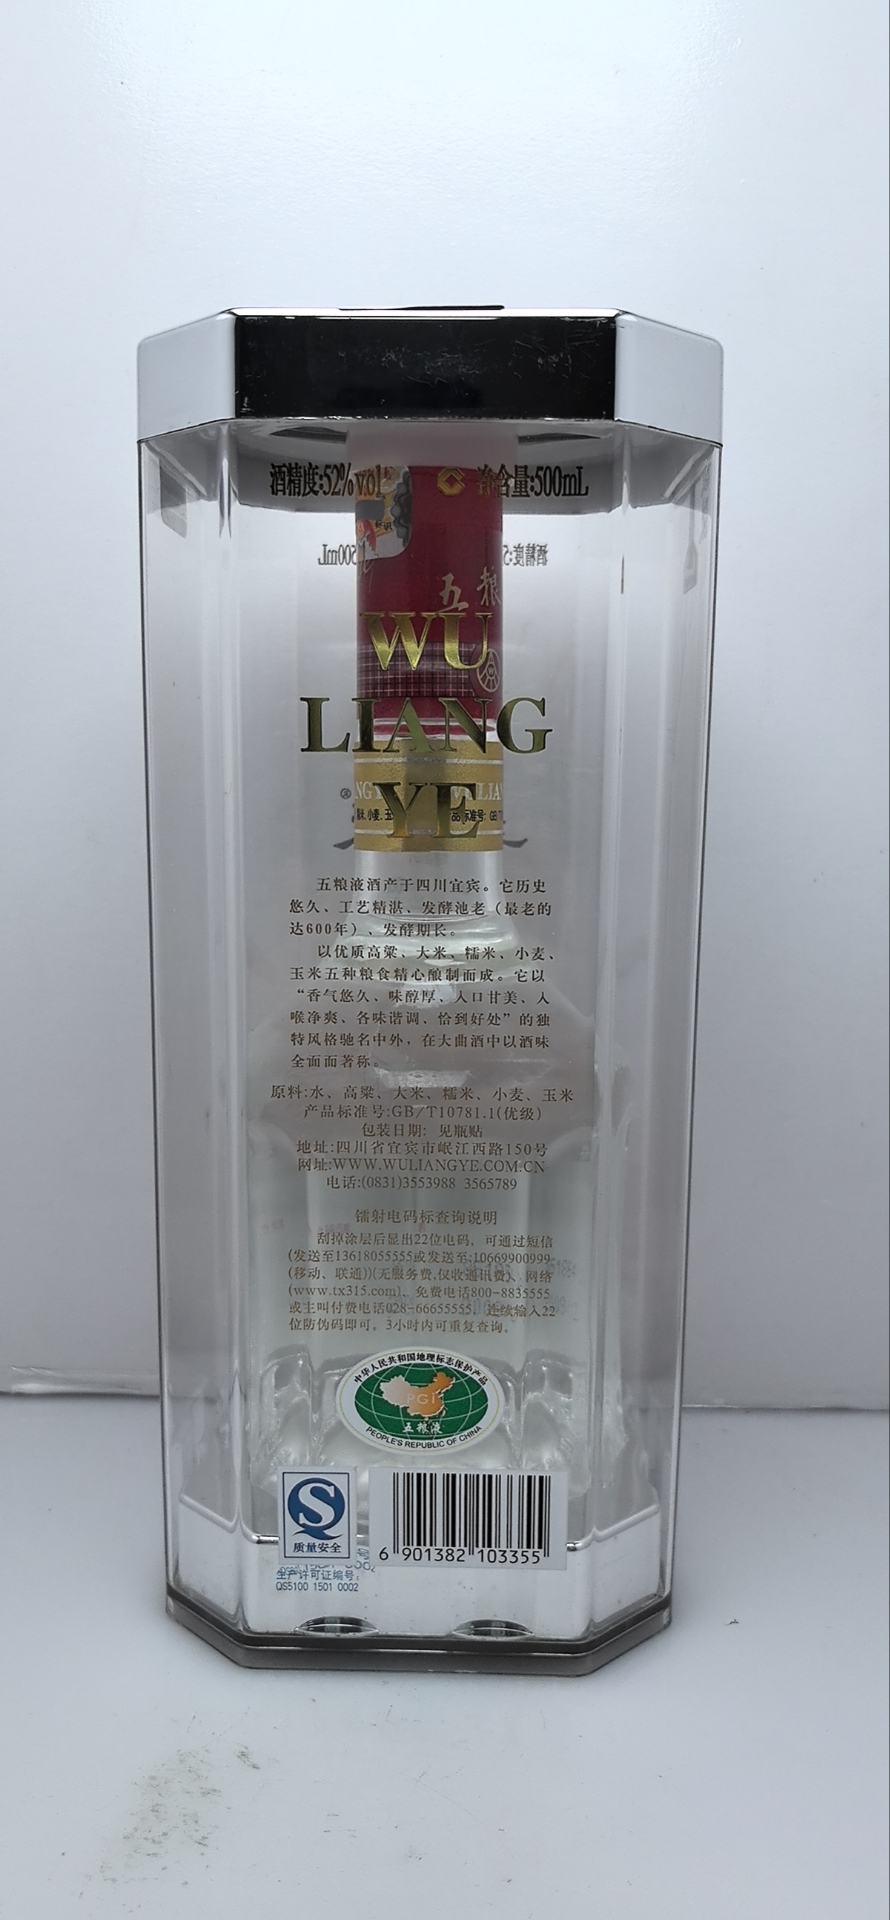 酒精度:52%vol 净含量:500mL
五粮
WU
LIANG
YE
五粮液酒产于四川宜宾。它历史
悠久、工艺精湛、发酵池老（最老的
达600年）、发酵期长。
以优质高粱、大米、糯米、小麦、
玉米五种粮食精心酿制而成。它以
“香气悠久、味醇厚、入口甘美、入
喉净爽、各味谐调、恰到好处”的独
特风格驰名中外，在大曲酒中以酒味
全面而著称。
原料:水、高粱、大米、糯米、小麦、玉米
产品标准号:GB/T10781.1(优级)
包装日期: 见瓶贴
地址:四川省宜宾市岷江西路150号
网址:WWW.WULIANGYE.COM.CN
电话:(0831)3553988 3565789
镭射电码标查询说明
刮掉涂层后显出22位电码，可通过短信
(发送至13618055555或发送至:10669900999
(移动、联通))(无服务费,仅收通讯费)、网络
(www.tx315.com)、免费电话800-8835555
或主叫付费电话028-66655555，连续输入22
位防伪码即可。3小时内可重复查询。
中华人民共和国地理标志保护产品
PGI
五粮液
PEOPLE'S REPUBLIC OF CHINA
质量安全
6 901382 103355
生产许可证编号:
QS5100 1501 0002